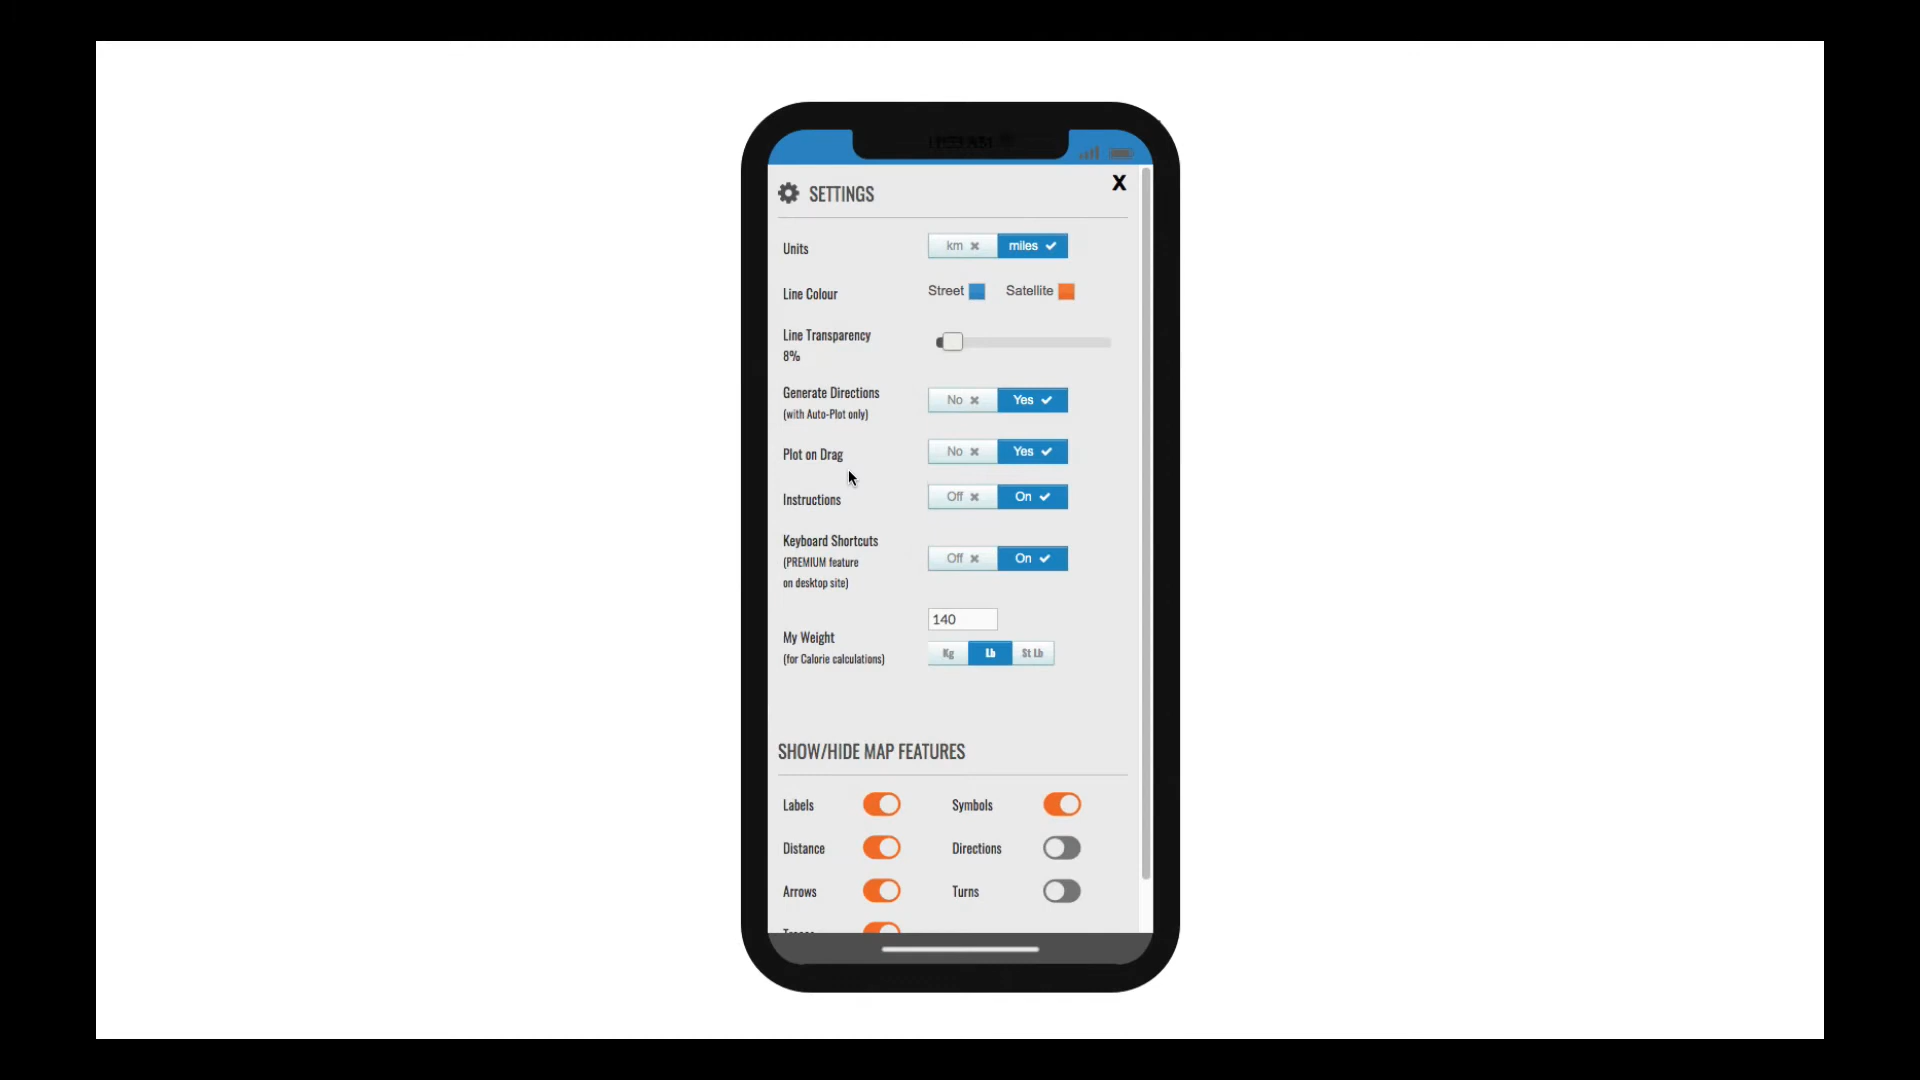 SETTINGS
X
Units
km
miles
Line Colour
Street
Satellite
Line Transparency
8%
Generate Directions
(with Auto-Plot only)
No
Yes
Plot on Drag
No
Yes
Instructions
Off
On
Keyboard Shortcuts
(PREMIUM feature
on desktop site)
Off
On
140
My Weight
(for Calorie calculations)
Kg
Lb
St Lb
SHOW/HIDE MAP FEATURES
Labels
Symbols
Distance
Directions
Arrows
Turns